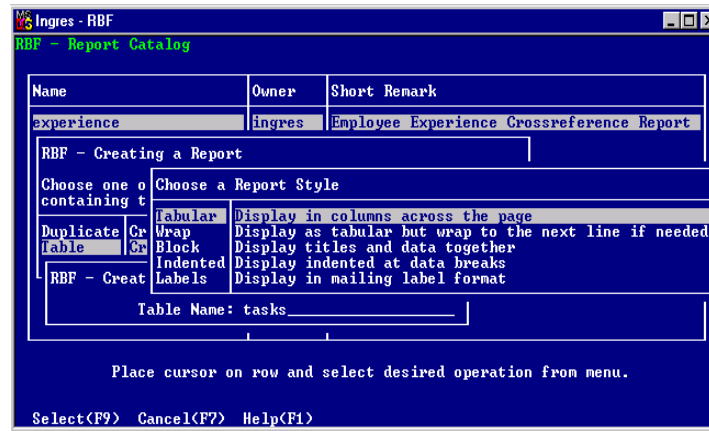 Ingres - RBF
RBF - Report Catalog
Name Owner Short Remark
experience ingres Employee Experience Crossreference Report
RBF - Creating a Report
Choose one o
containing t
Choose a Report Style
Duplicate Cr
Table Cr
Tabular Display in columns across the page
Wrap Display as tabular but wrap to the next line if needed
Block Display titles and data together
Indented Display indented at data breaks
Labels Display in mailing label format
RBF - Creat
Table Name: tasks
Place cursor on row and select desired operation from menu.
Select(F9) Cancel(F7) Help(F1)